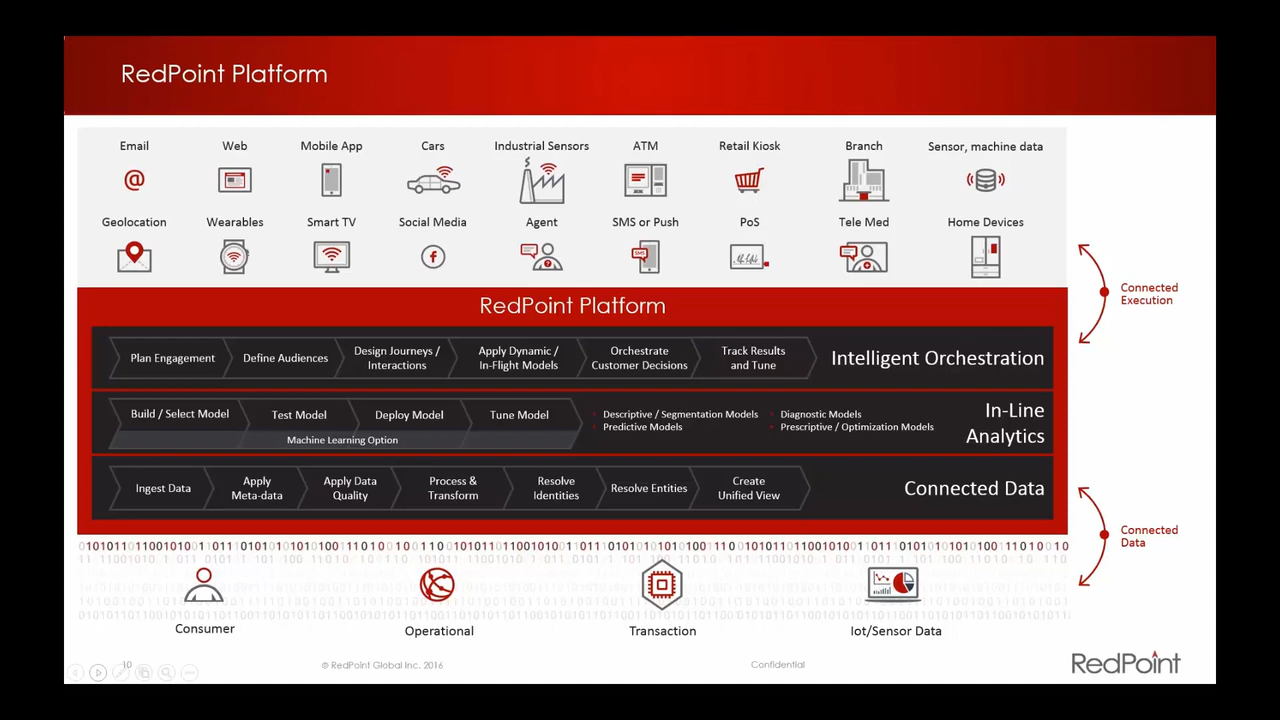 RedPoint Platform
Email Web Mobile App Cars Industrial Sensors ATM Retail Kiosk Branch Sensor, machine data
@
Geolocation Wearables Smart TV Social Media Agent SMS or Push PoS Tele Med Home Devices
f
?
SMS
Connected
Execution
RedPoint Platform
Plan Engagement
Define Audiences
Design Journeys /
Interactions
Apply Dynamic /
In-Flight Models
Orchestrate
Customer Decisions
Track Results
and Tune
Intelligent Orchestration
Build / Select Model
Test Model
Deploy Model
Tune Model
Machine Learning Option
Descriptive / Segmentation Models
Predictive Models
Diagnostic Models
Prescriptive / Optimization Models
In-Line
Analytics
Ingest Data
Apply
Meta-data
Apply Data
Quality
Process &
Transform
Resolve
Identities
Resolve Entities
Create
Unified View
Connected Data
Connected
Data
Consumer
Operational
Transaction
Iot/Sensor Data
10
© RedPoint Global Inc. 2016
Confidential
RedPoint